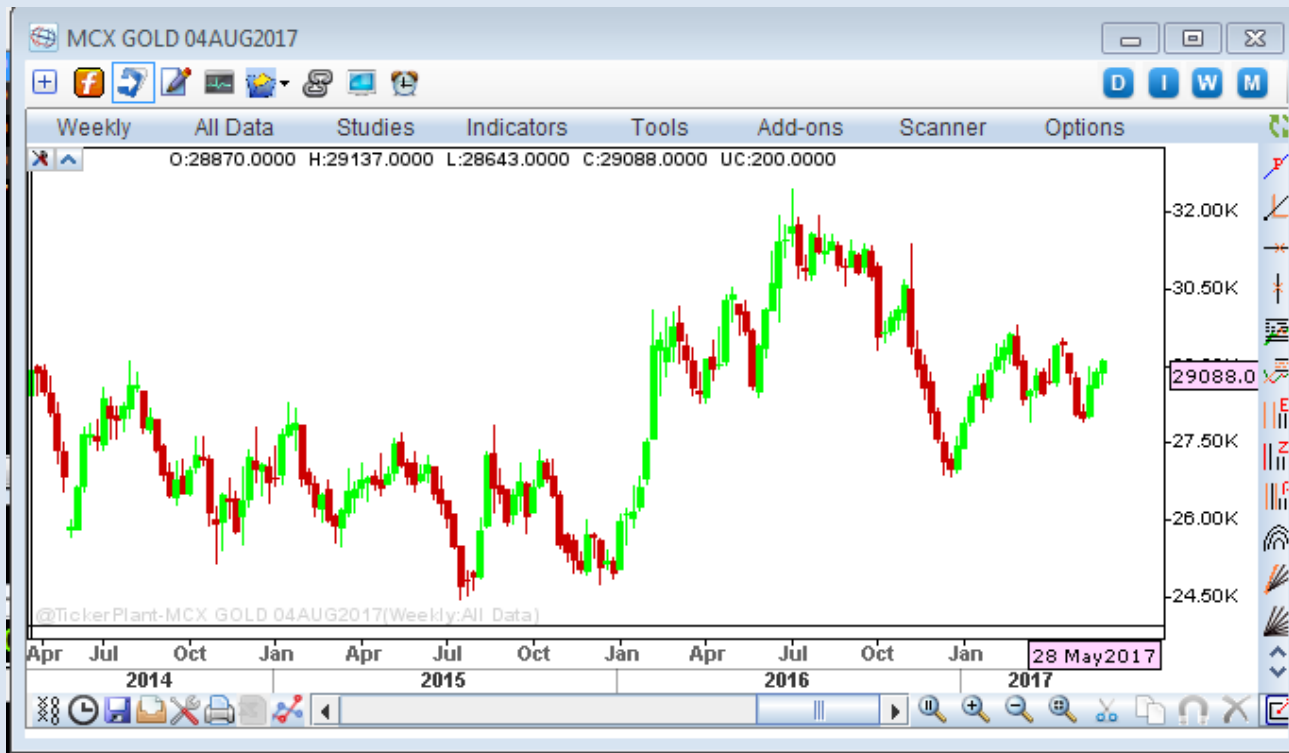 MCX GOLD 04AUG2017
D I W M
Weekly All Data Studies Indicators Tools Add-ons Scanner Options
O:28870.0000 H:29137.0000 L:28643.0000 C:29088.0000 UC:200.0000
32.00K
30.50K
29088.0
27.50K
26.00K
24.50K
@TickerPlant-MCX GOLD 04AUG2017(Weekly:All Data)
Apr Jul Oct Jan Apr Jul Oct Jan Apr Jul Oct Jan 28 May2017
2014 2015 2016 2017